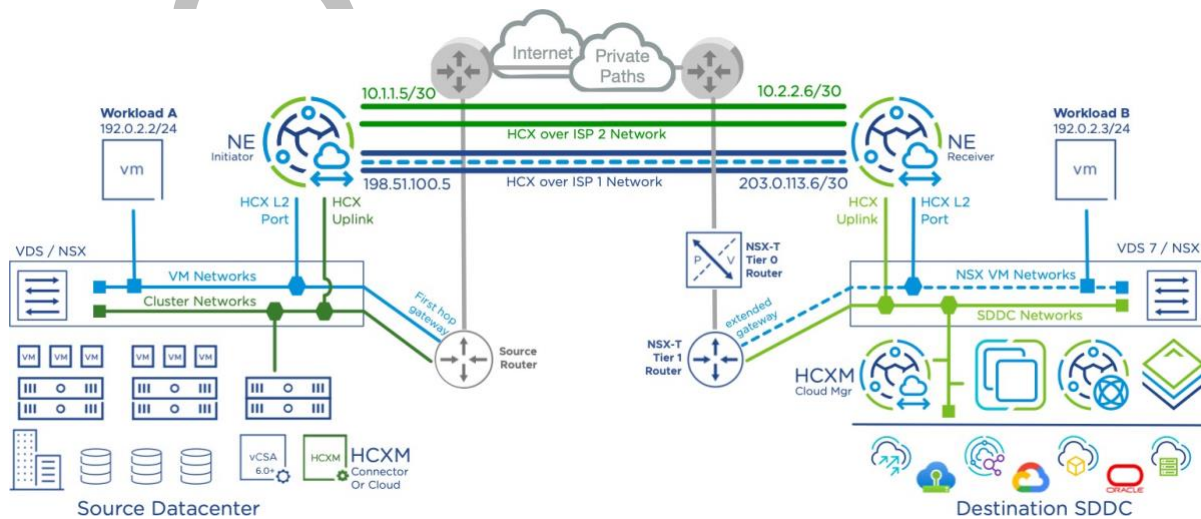 Internet
Private
Paths
10.1.1.5/30
10.2.2.6/30
Workload A
192.0.2.2/24
vm
NE
Initiator
HCX over ISP 2 Network
NE
Receiver
Workload B
192.0.2.3/24
vm
198.51.100.5
HCX over ISP 1 Network
203.0.113.6/30
HCX L2
Port
HCX
Uplink
HCX
Uplink
HCX L2
Port
VDS / NSX
VM Networks
Cluster Networks
First hop
gateway
Source
Router
P
V
NSX-T
Tier 0
Router
NSX-T
Tier 1
Router
extended
gateway
VDS 7 / NSX
NSX VM Networks
SDDC Networks
VM
VM
VM
VM
VM
VM
HCXM
Cloud Mgr
vCSA
6.0+
HCXM
HCXM
Connector
Or Cloud
ORACLE
Source Datacenter
Destination SDDC